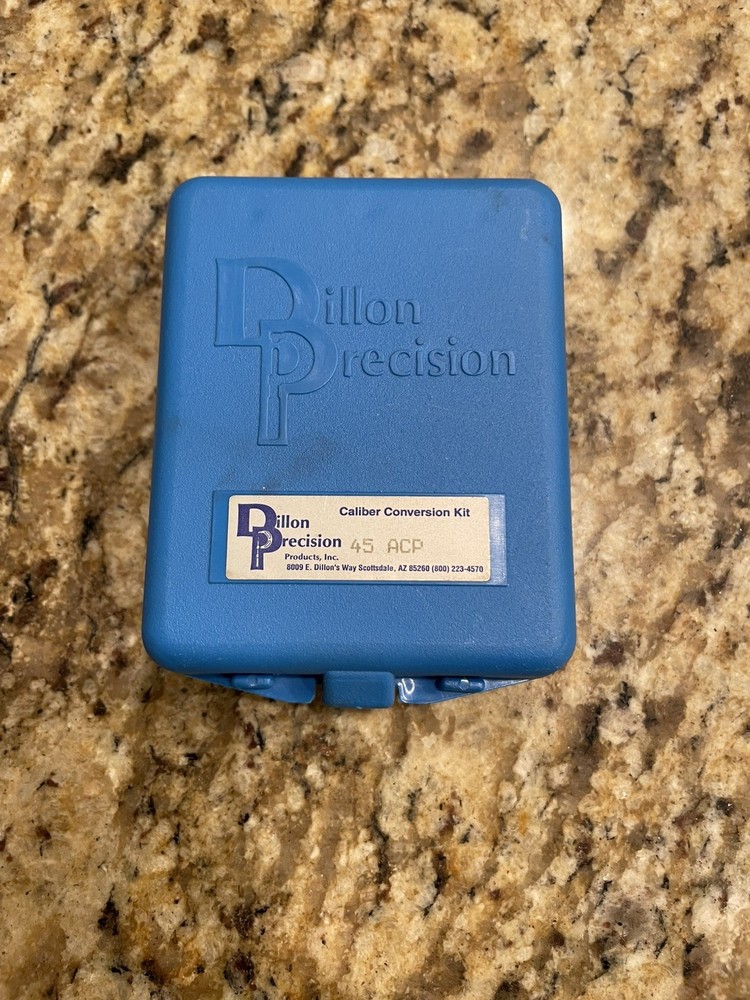 Dillon
Precision
Dillon Caliber Conversion Kit
Precision 45 ACP
Products, Inc.
8009 E. Dillon's Way Scottsdale, AZ 85260 (800) 223-4570